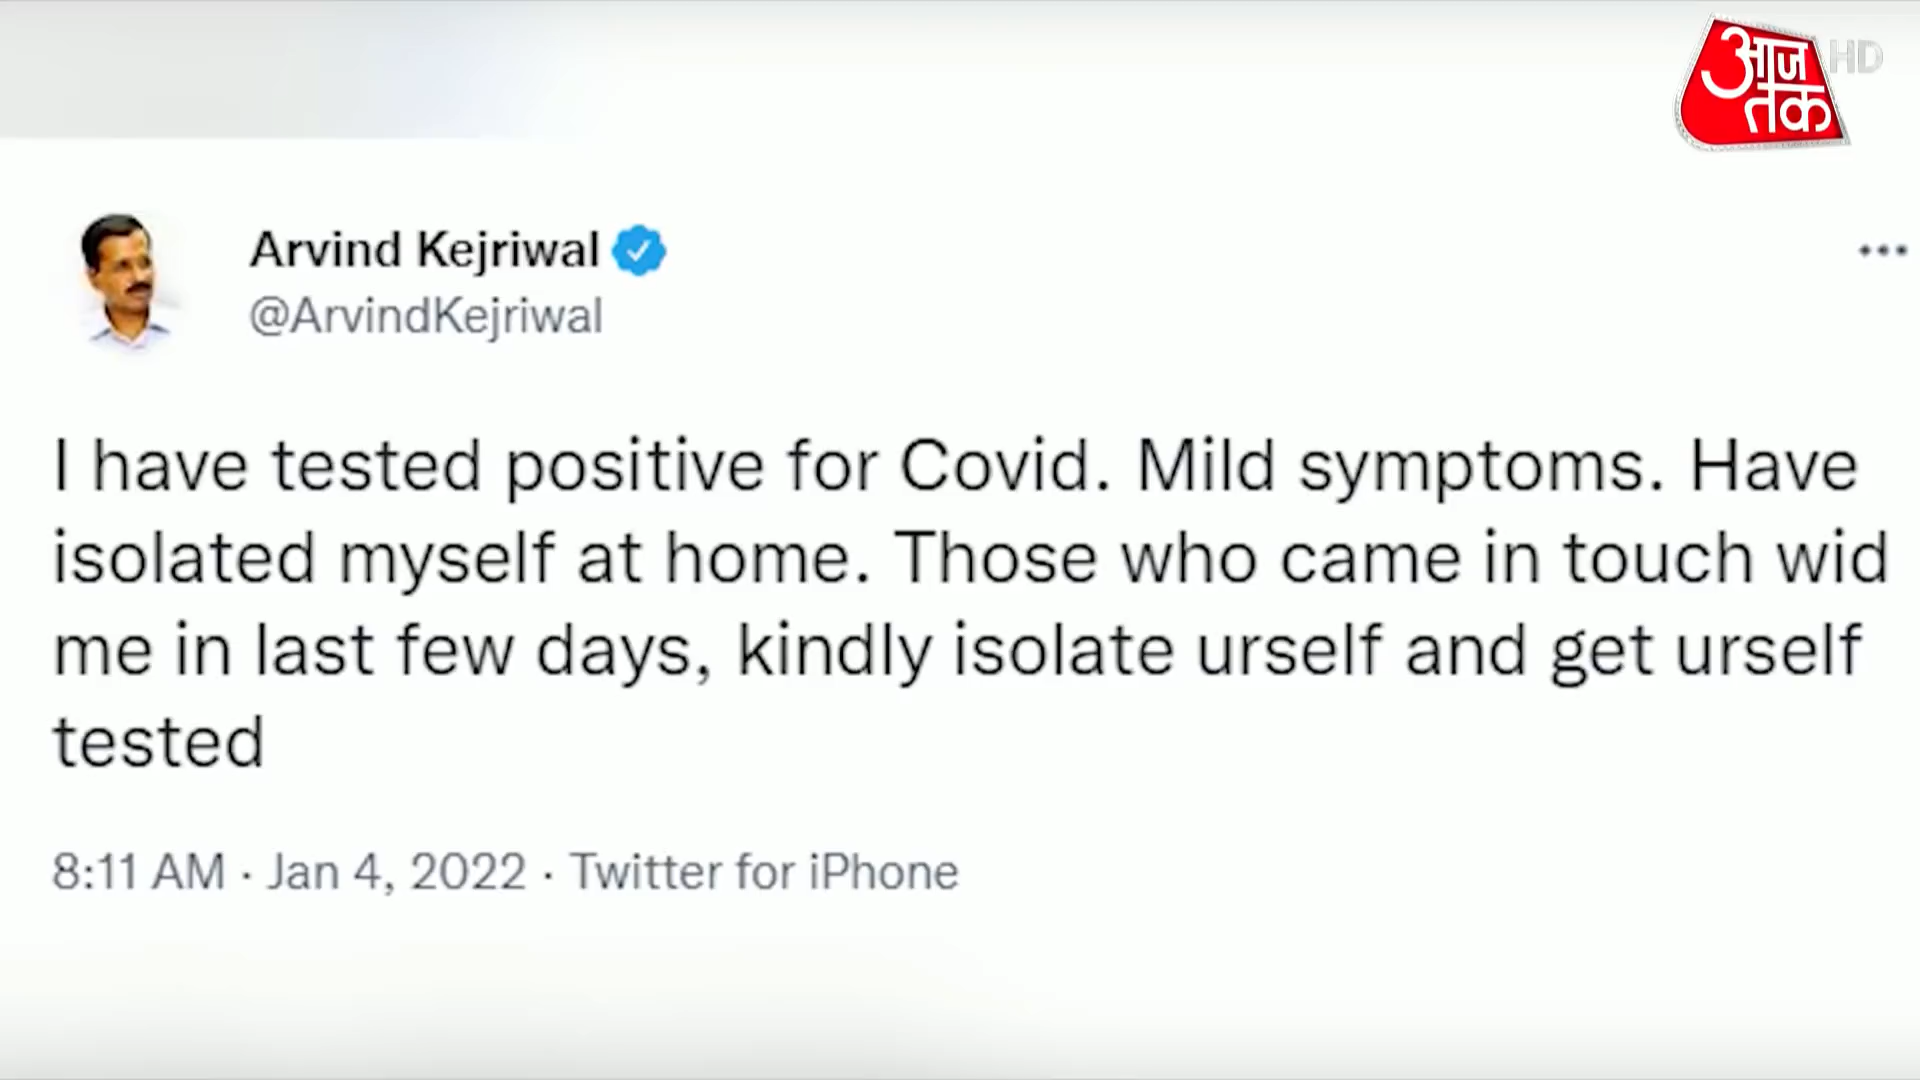 आज
तक
HD
Arvind Kejriwal
@ArvindKejriwal
I have tested positive for Covid. Mild symptoms. Have
isolated myself at home. Those who came in touch wid
me in last few days, kindly isolate urself and get urself
tested
8:11 AM · Jan 4, 2022 · Twitter for iPhone